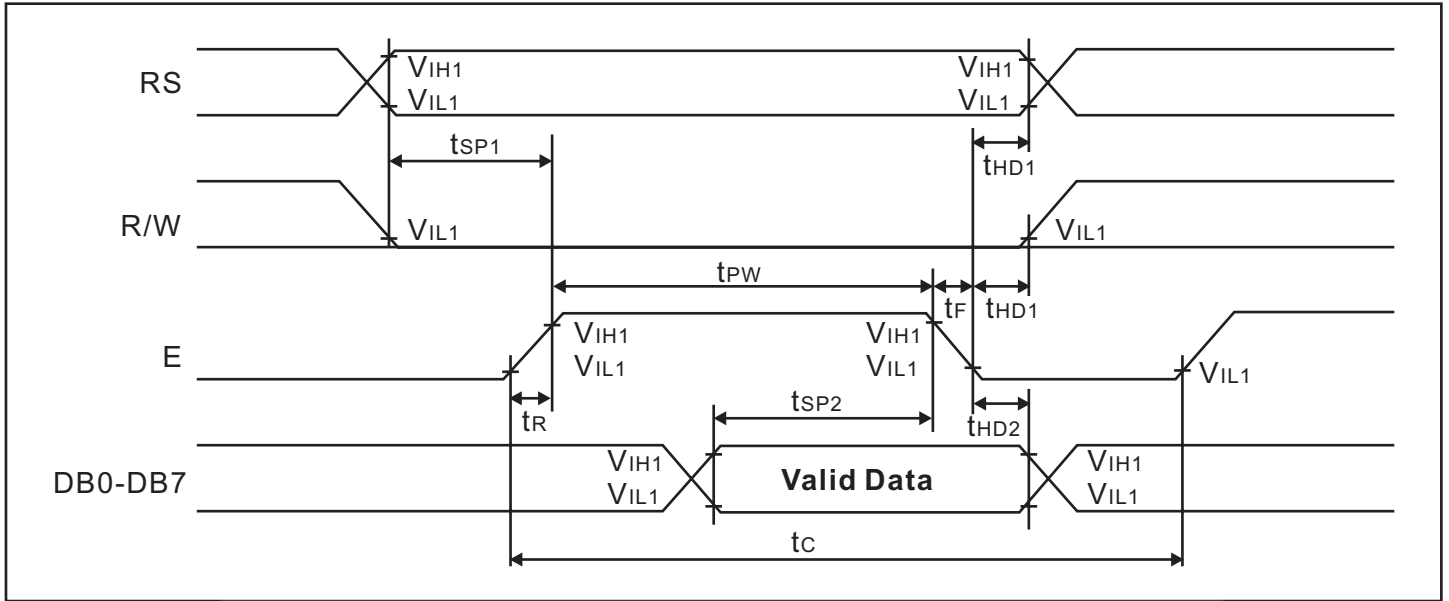 RS
VIH1
VIL1
VIH1
VIL1
tSP1
tHD1
R/W
VIL1
VIL1
tPW
tF
tHD1
E
VIH1
VIL1
VIH1
VIL1
VIL1
tR
tSP2
tHD2
DB0-DB7
VIH1
VIL1
Valid Data
VIH1
VIL1
tC